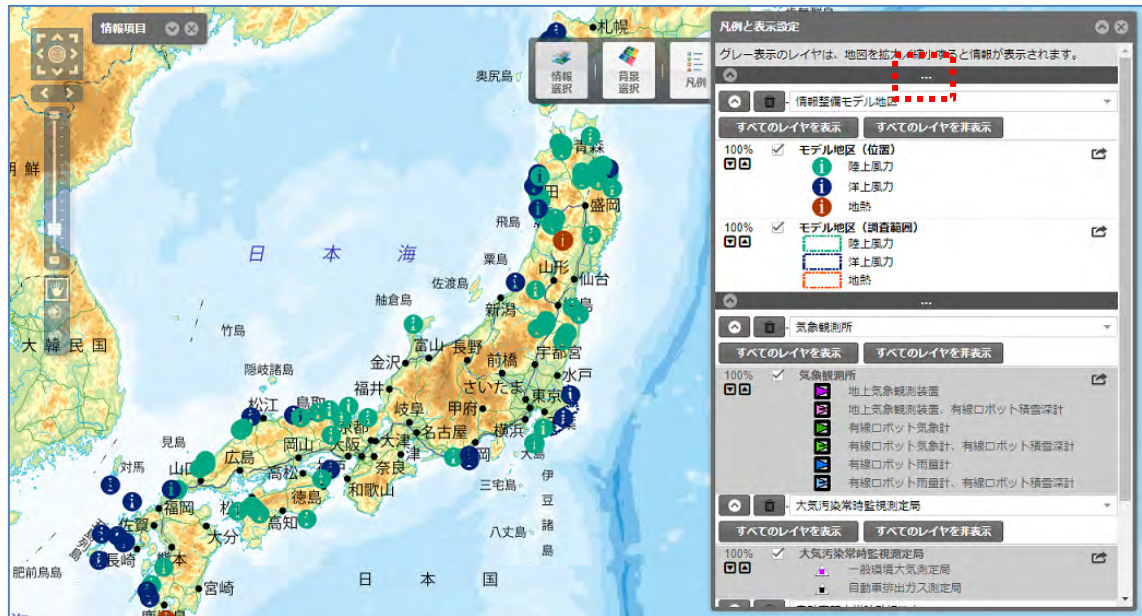 情報項目
札幌
奥尻島
情報
選択
背景
選択
凡例
凡例と表示設定
グレー表示のレイヤは、地図を拡大／縮小すると情報が表示されます。
...
情報整備モデル地区
すべてのレイヤを表示
すべてのレイヤを非表示
100%
モデル地区（位置）
陸上風力
洋上風力
地熱
100%
モデル地区（調査範囲）
陸上風力
洋上風力
地熱
...
気象観測所
すべてのレイヤを表示
すべてのレイヤを非表示
100%
気象観測所
地上気象観測装置
地上気象観測装置、有線ロボット積雪深計
有線ロボット気象計
有線ロボット気象計、有線ロボット積雪深計
有線ロボット雨量計
有線ロボット雨量計、有線ロボット積雪深計
大気汚染常時監視測定局
すべてのレイヤを表示
すべてのレイヤを非表示
100%
大気汚染常時監視測定局
一般環境大気測定局
自動車排出ガス測定局
朝鮮
青森
田
盛岡
飛島
日本海
粟島
山形
仙台
佐渡島
舳倉島
新潟
島
竹島
大韓民国
富山
長野
前橋
宇都宮
金沢
水戸
隠岐諸島
福井
さいたま
東京
松江
鳥取
京都
岐阜
甲府
横浜
名古屋
岡山
大阪
大津
津
岡
大島
見島
広島
山口
高松
奈良
対馬
和歌山
三宅島
伊豆諸島
福岡
松
徳島
高知
佐賀
大分
八丈島
長崎
熊本
肥前鳥島
宮崎
日本国